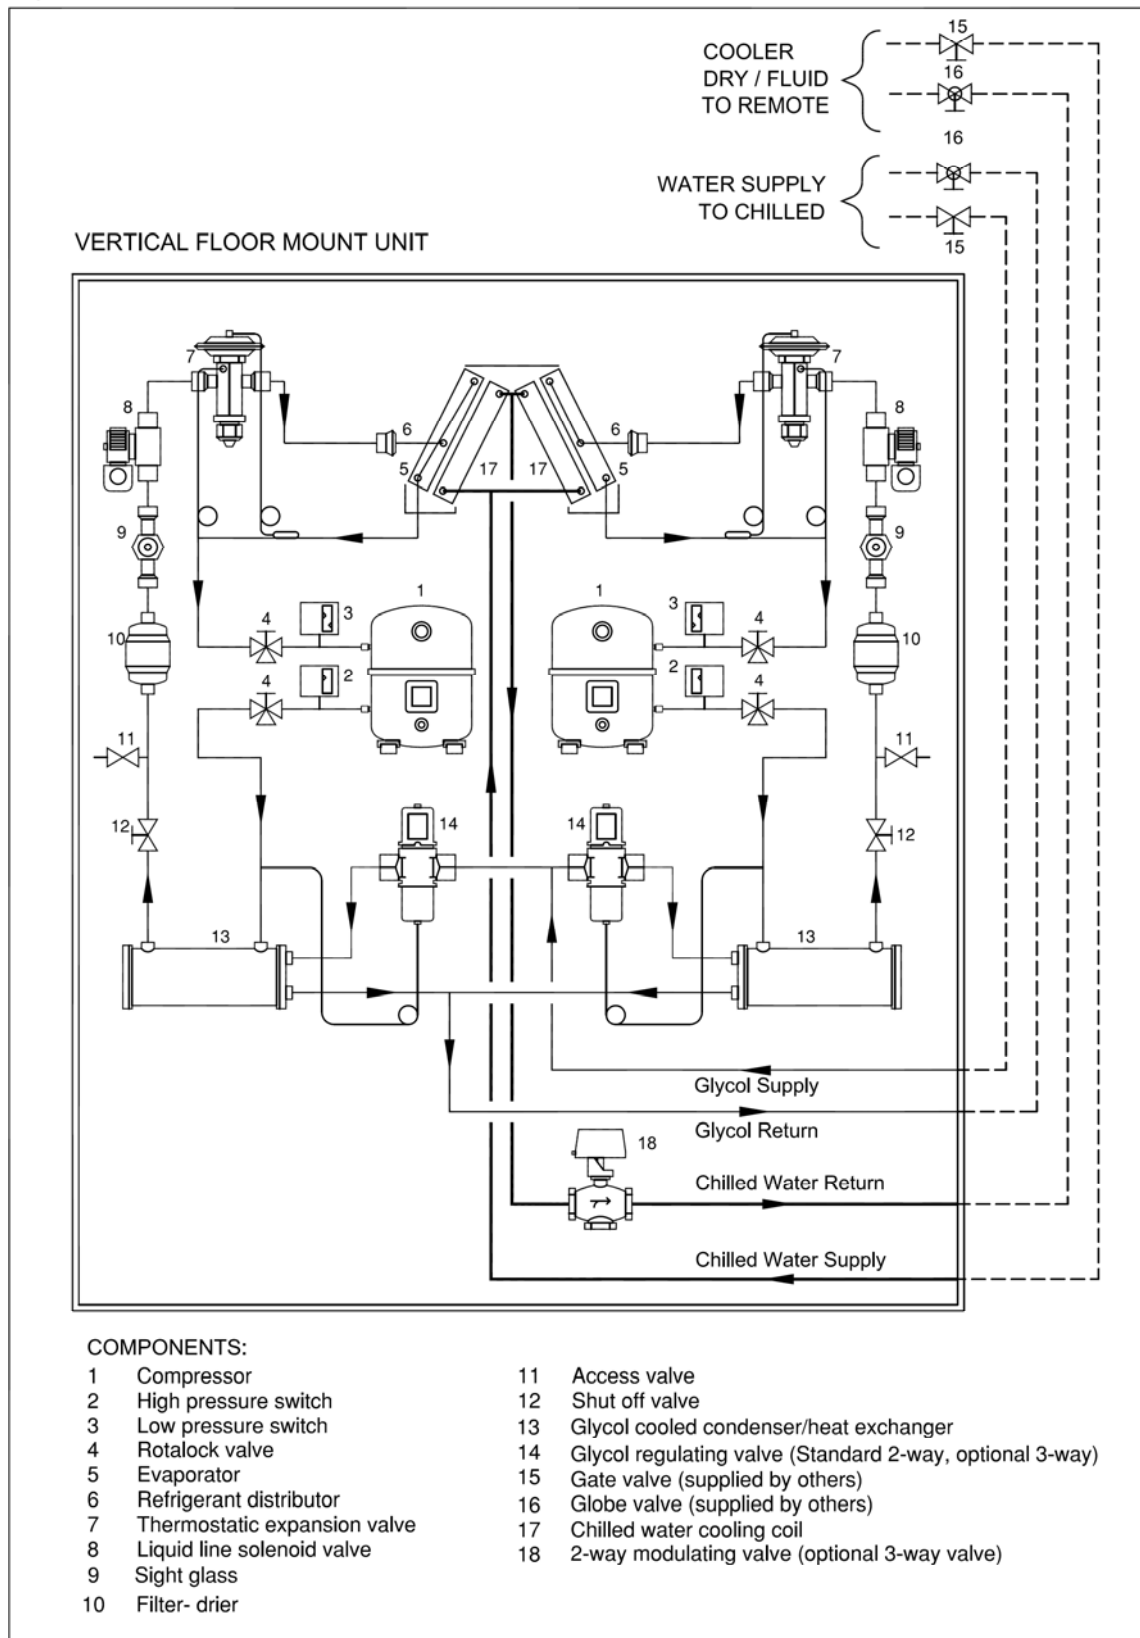 15
COOLER
DRY / FLUID
TO REMOTE
16
16
WATER SUPPLY
TO CHILLED
15
VERTICAL FLOOR MOUNT UNIT
7
7
8
8
6
6
5
17
17
5
9
9
1
1
3
3
4
4
10
10
2
2
4
4
11
11
12
14
14
12
13
13
Glycol Supply
Glycol Return
18
Chilled Water Return
Chilled Water Supply
COMPONENTS:
1 Compressor
2 High pressure switch
3 Low pressure switch
4 Rotalock valve
5 Evaporator
6 Refrigerant distributor
7 Thermostatic expansion valve
8 Liquid line solenoid valve
9 Sight glass
10 Filter- drier
11 Access valve
12 Shut off valve
13 Glycol cooled condenser/heat exchanger
14 Glycol regulating valve (Standard 2-way, optional 3-way)
15 Gate valve (supplied by others)
16 Globe valve (supplied by others)
17 Chilled water cooling coil
18 2-way modulating valve (optional 3-way valve)